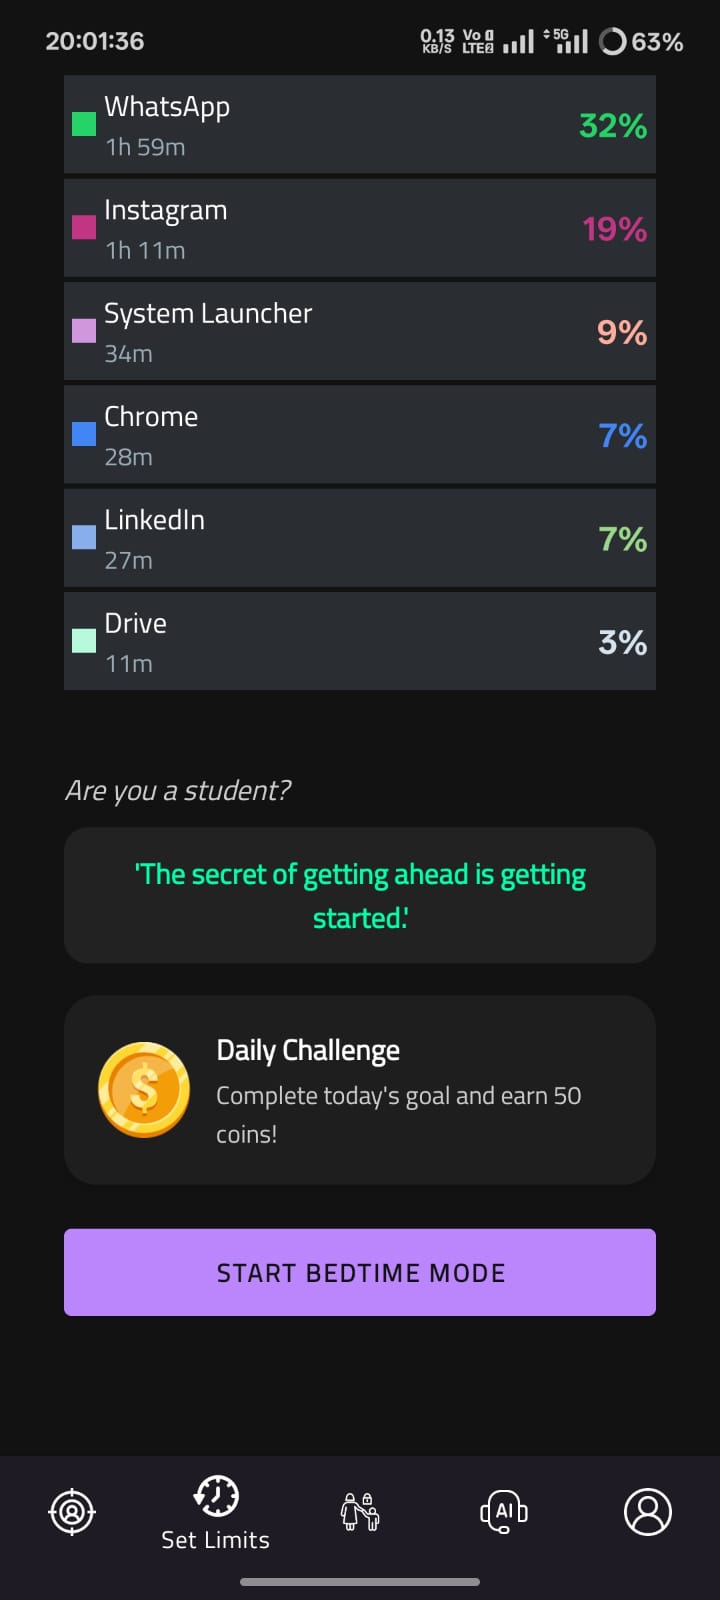 20:01:36
0.13 KB/S Vo LTE2 5G 63%
WhatsApp
1h 59m
32%
Instagram
1h 11m
19%
System Launcher
34m
9%
Chrome
28m
7%
LinkedIn
27m
7%
Drive
11m
3%
Are you a student?
'The secret of getting ahead is getting
started.'
$
Daily Challenge
Complete today's goal and earn 50
coins!
START BEDTIME MODE
AI
Set Limits